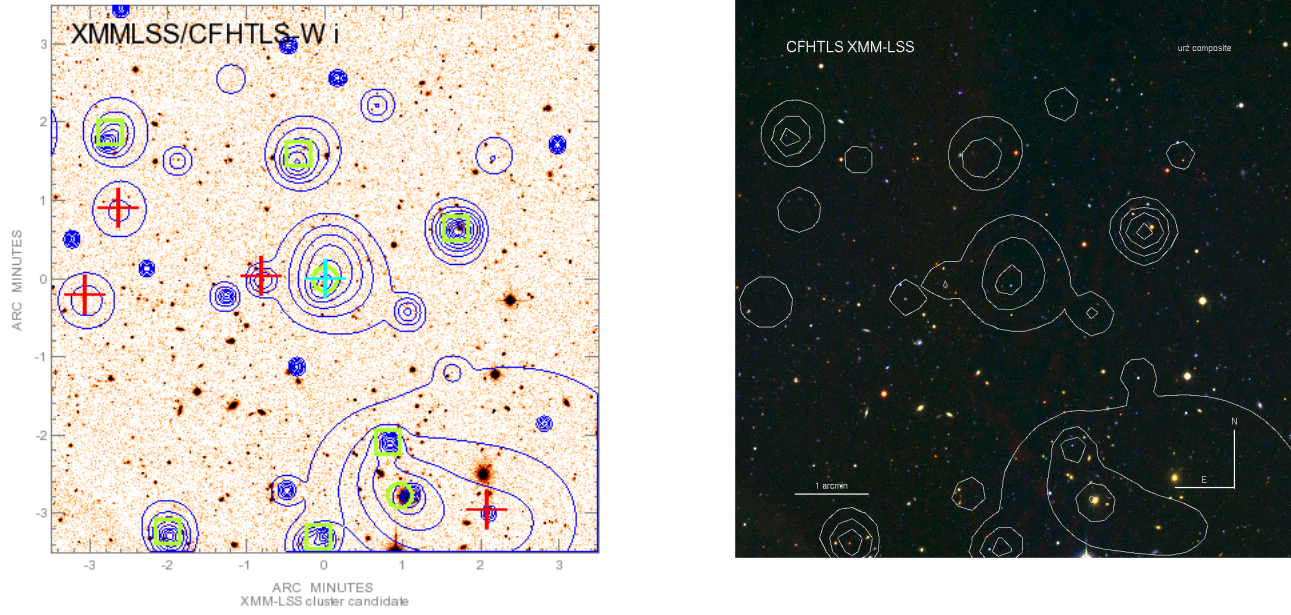 XMMLSS/CFHTLS-W i
3
2
1
0
-1
-2
-3
ARC MINUTES
-3
-2
-1
0
1
2
3
ARC MINUTES
XMM-LSS cluster candidate
CFHTLS XMM-LSS
urz composite
1 arcmin
N
E